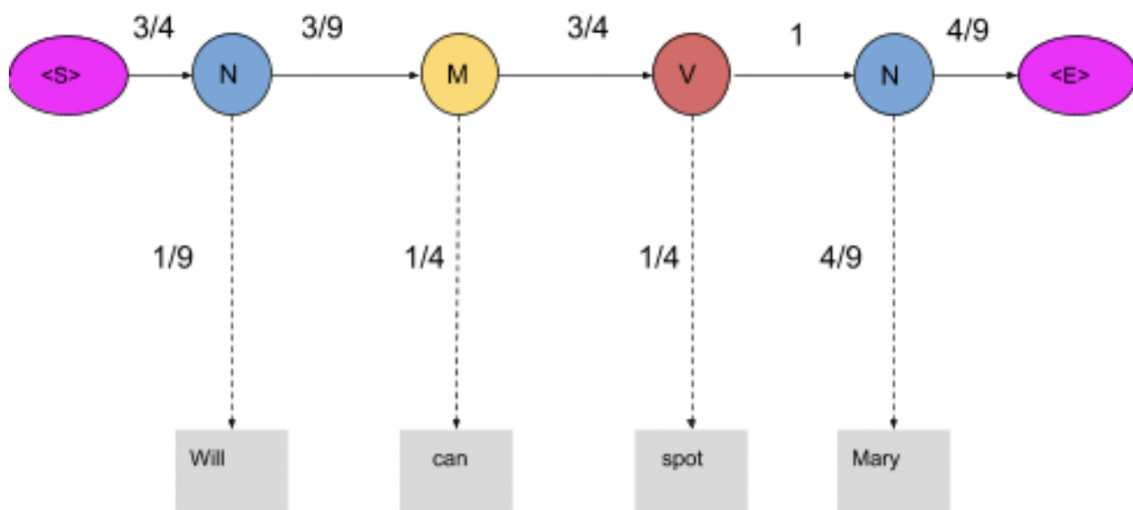 3/4 3/9 3/4 1 4/9
<S> N M V N <E>
1/9 1/4 1/4 4/9
Will can spot Mary